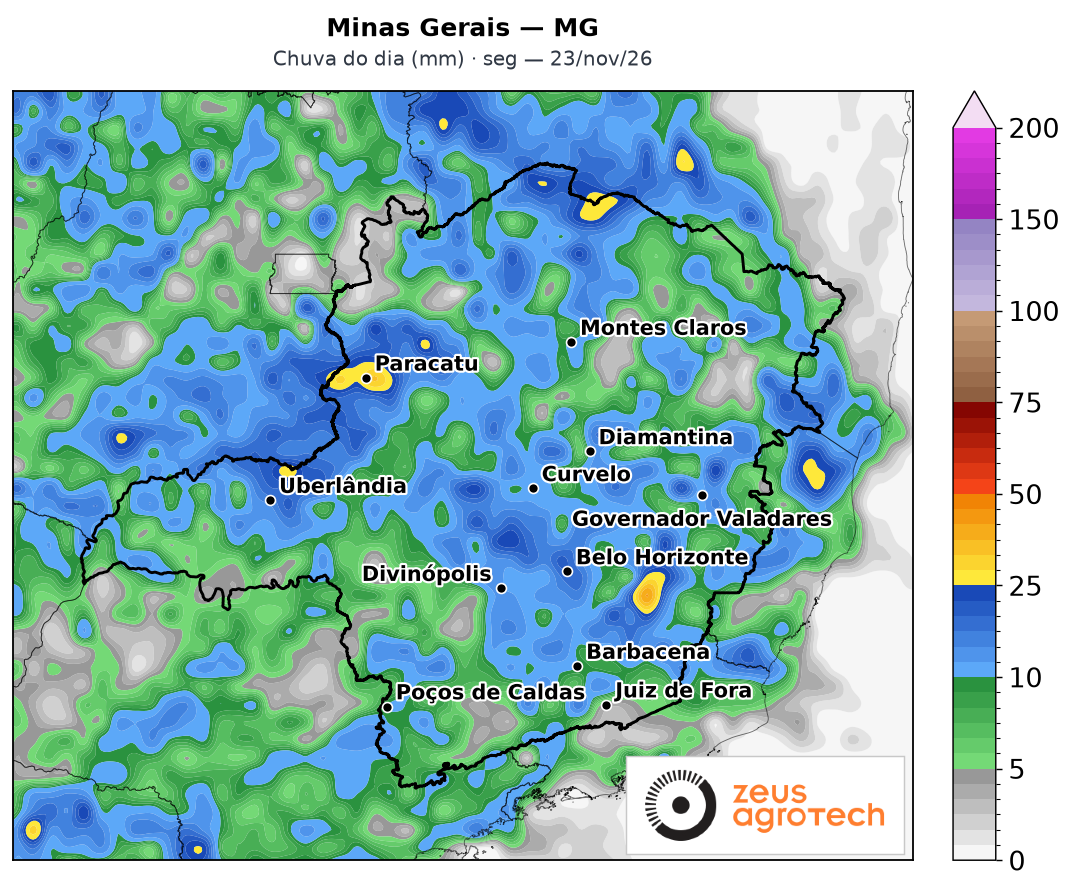 Minas Gerais — MG
Chuva do dia (mm) · seg — 23/nov/26
Montes Claros
Paracatu
Diamantina
Curvelo
Uberlândia
Governador Valadares
Belo Horizonte
Divinópolis
Barbacena
Poços de Caldas
Juiz de Fora
200
150
100
75
50
25
10
5
0
zeus
agrotech